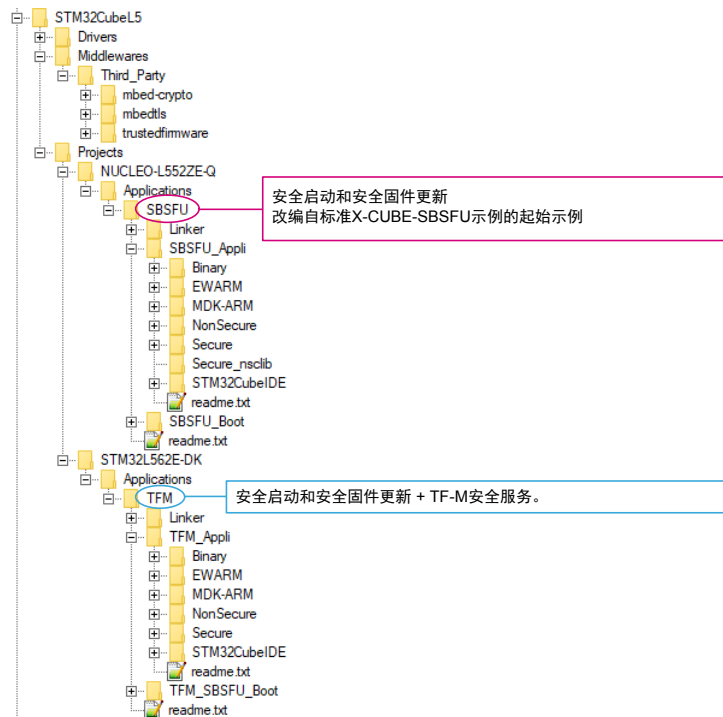 STM32CubeL5
Drivers
Middlewares
Third_Party
mbed-crypto
mbedtls
trustedfirmware
Projects
NUCLEO-L552ZE-Q
Applications
SBSFU
安全启动和安全固件更新
改编自标准X-CUBE-SBSFU示例的起始示例
Linker
SBSFU_Appli
Binary
EWARM
MDK-ARM
NonSecure
Secure
Secure_nsclib
STM32CubeIDE
readme.txt
SBSFU_Boot
readme.txt
STM32L562E-DK
Applications
TFM
安全启动和安全固件更新 + TF-M安全服务。
Linker
TFM_Appli
Binary
EWARM
MDK-ARM
NonSecure
Secure
STM32CubeIDE
readme.txt
TFM_SBSFU_Boot
readme.txt